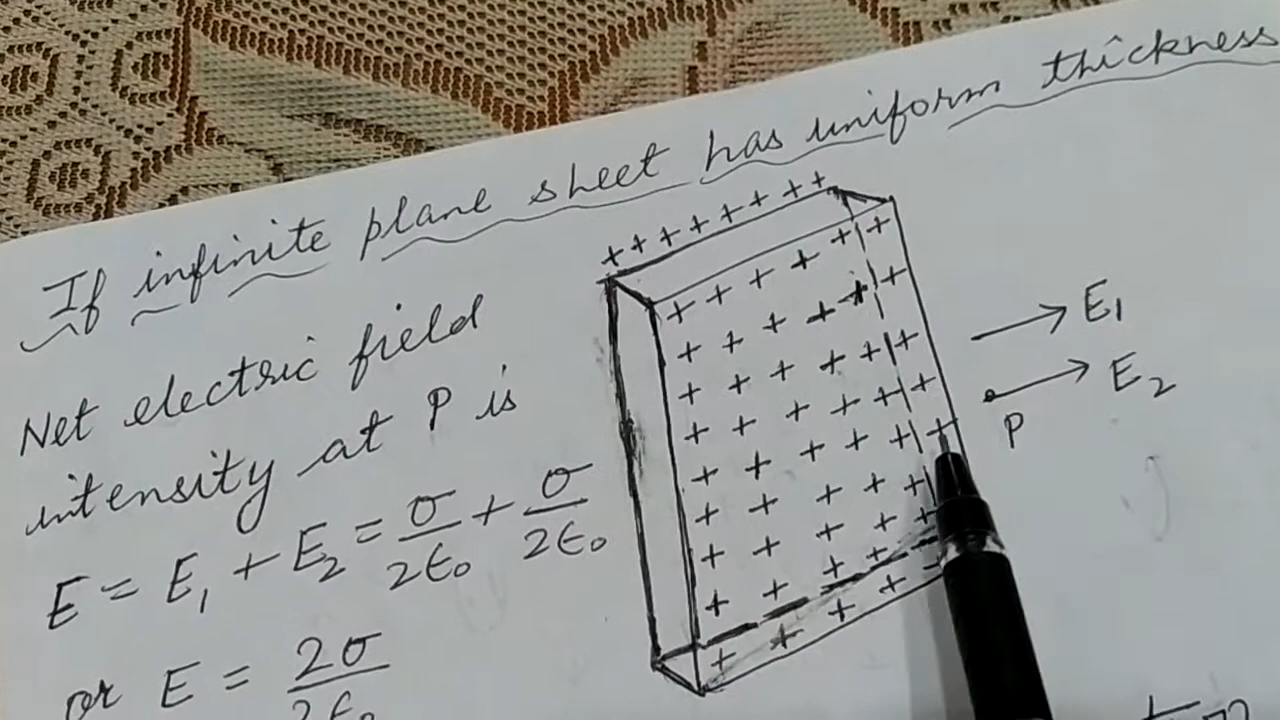 If infinite plane sheet has uniform thickness
Net electric field
intensity at P is
E = E₁ + E₂ = σ/2ε₀ + σ/2ε₀
or E = 2σ/2ε₀
+ + + + + + +
+ + + + + +
+ + + + + +
+ + + + + +
+ + + + + +
+ + + + + +
+ + + + +
+ + + + +
+ + + + +
+ + + + +
E₁
E₂
P